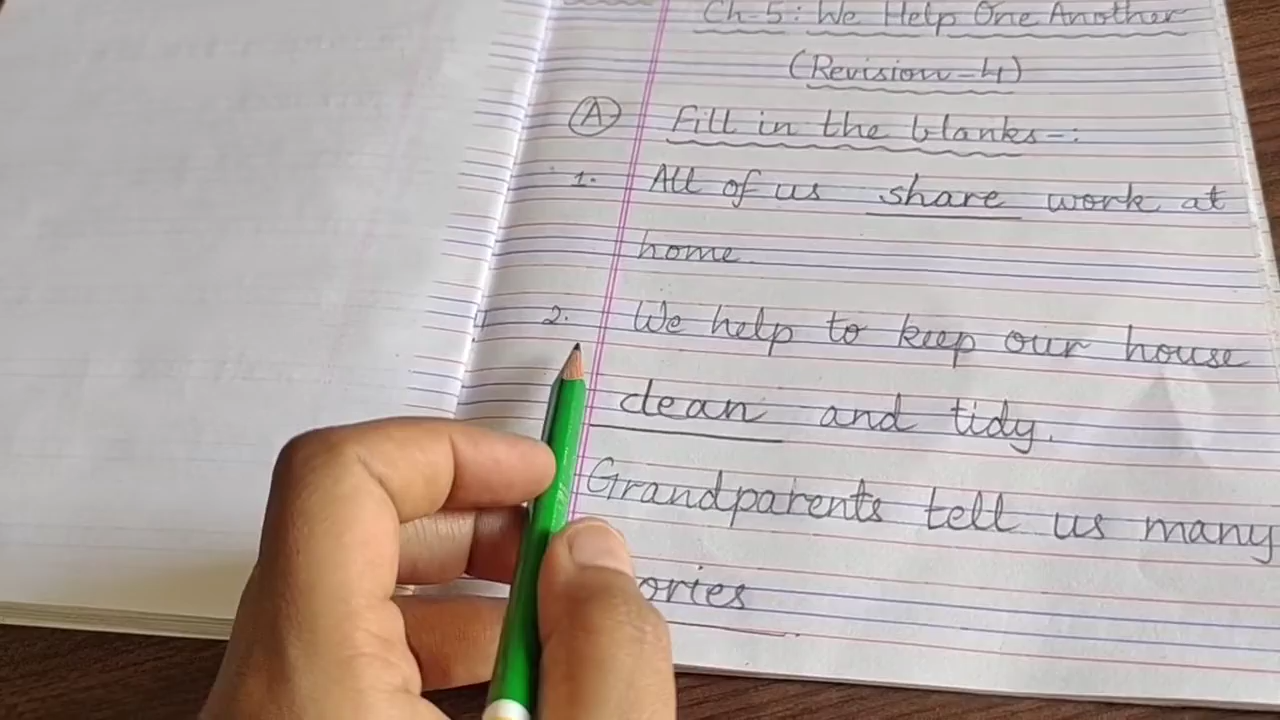 Ch-5: We Help One Another
(Revision-4)
(A) Fill in the blanks-:
1. All of us share work at
home
2. We help to keep our house
clean and tidy.
Grandparents tell us many
ories